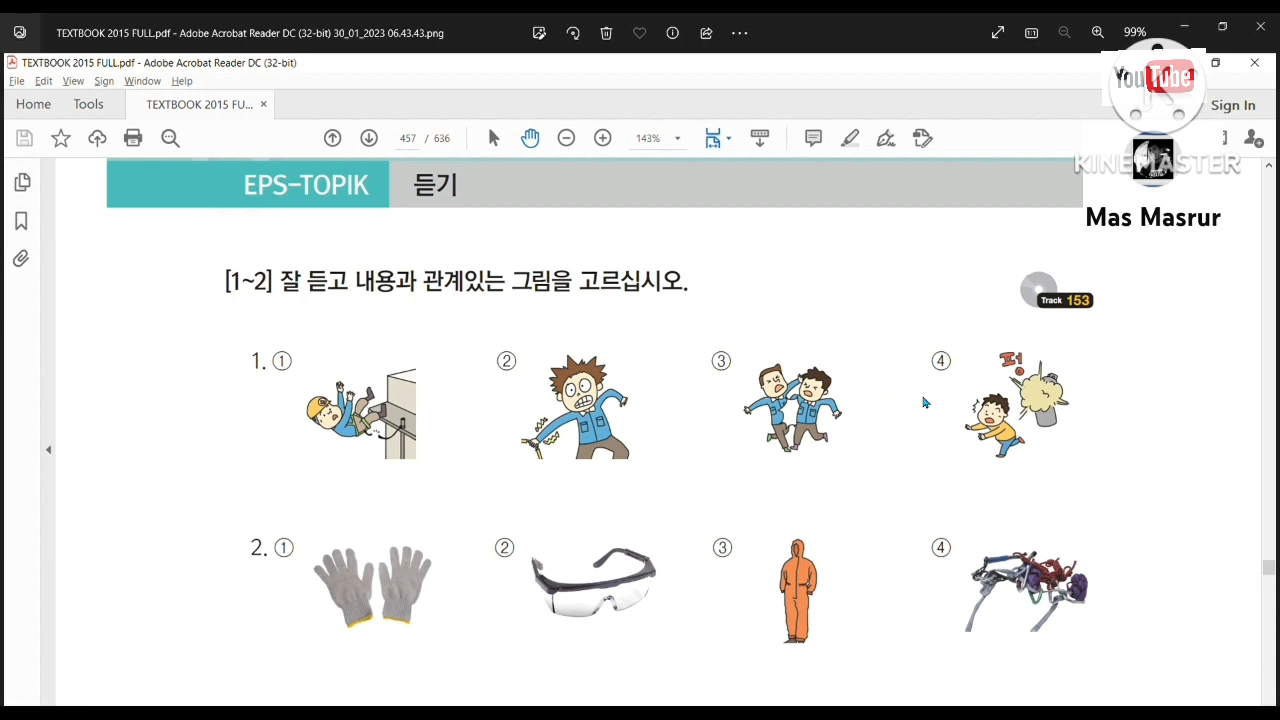 TEXTBOOK 2015 FULL.pdf - Adobe Acrobat Reader DC (32-bit) 30_01_2023 06.43.43.png
99%
TEXTBOOK 2015 FULL.pdf - Adobe Acrobat Reader DC (32-bit)
File Edit View Sign Window Help
YouTube
Home Tools TEXTBOOK 2015 FU... × Sign In
457 / 636 143%
KINEMASTER
EPS-TOPIK 듣기
Mas Masrur
[1~2] 잘 듣고 내용과 관계있는 그림을 고르십시오.
Track 153
1. ① ② ③ ④
펑
2. ① ② ③ ④